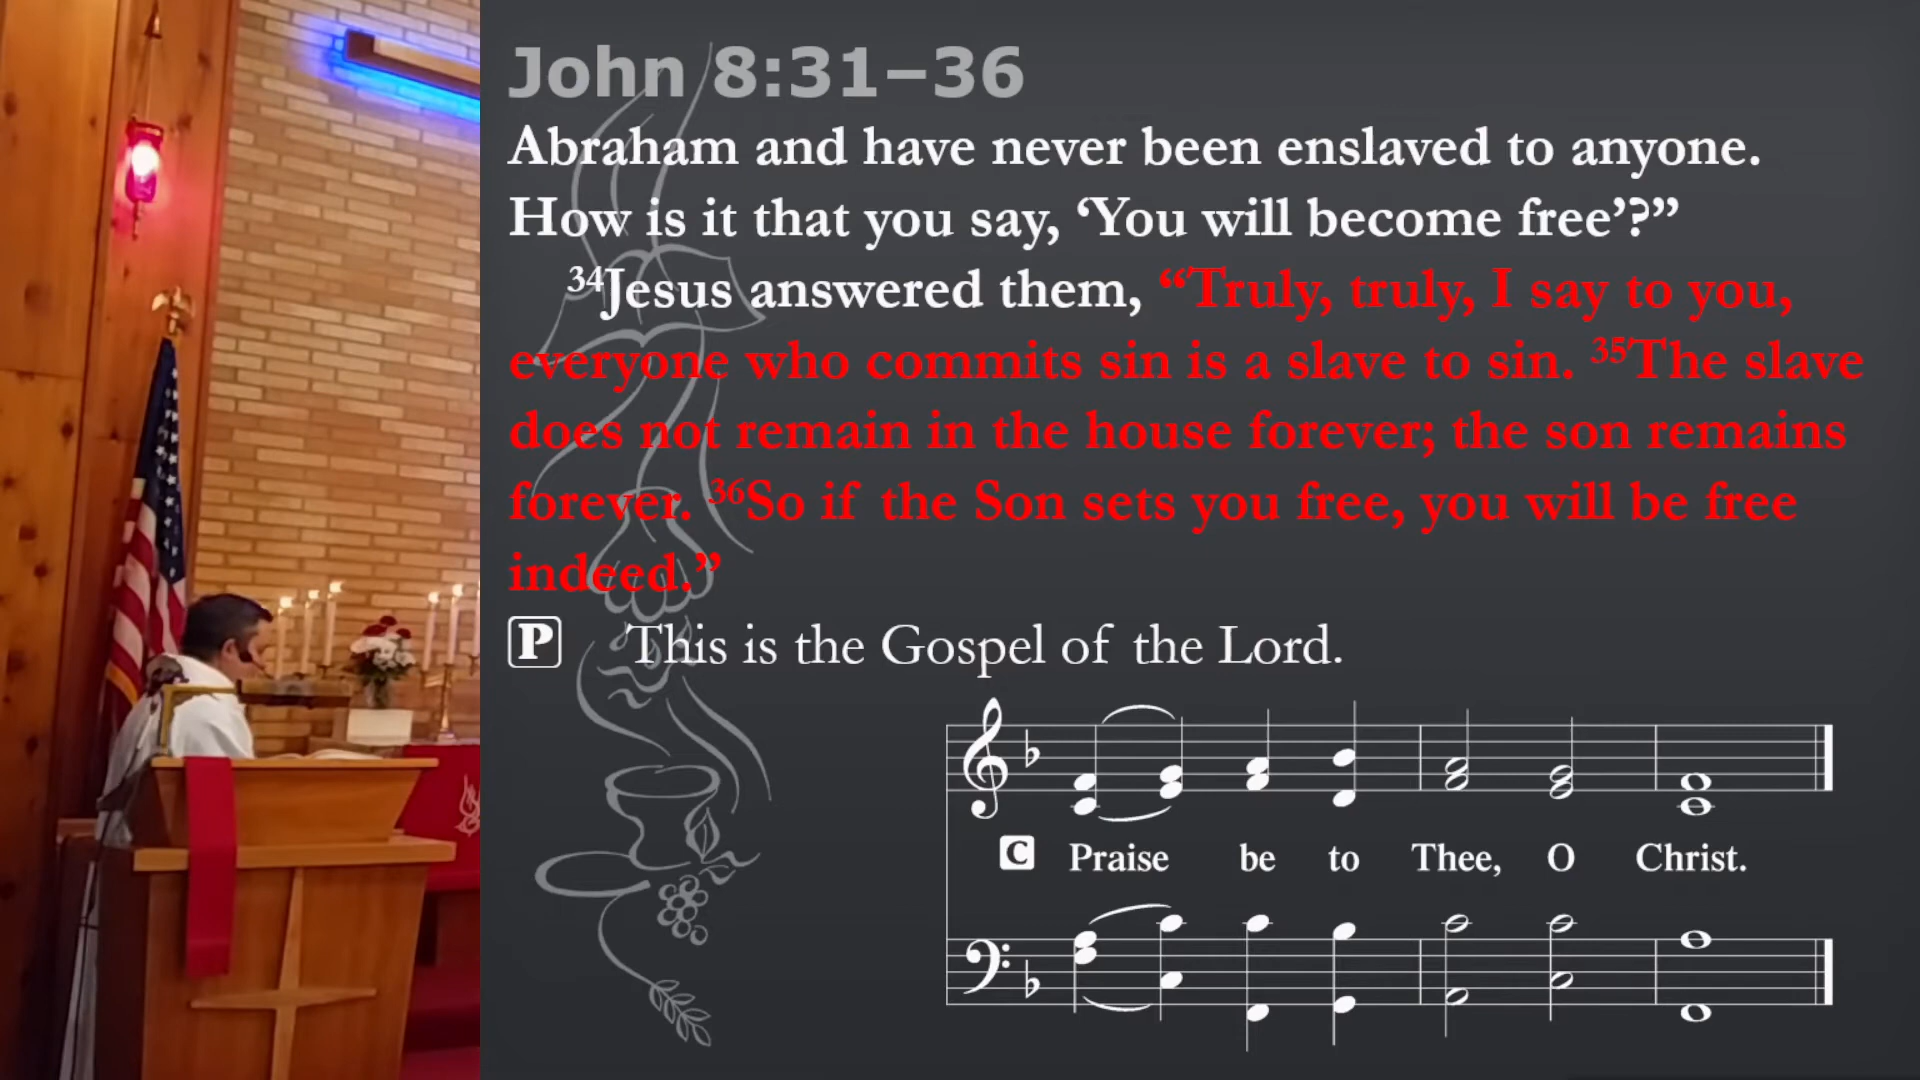 John 8:31–36
Abraham and have never been enslaved to anyone.
How is it that you say, ‘You will become free’?”
34Jesus answered them, “Truly, truly, I say to you,
everyone who commits sin is a slave to sin. 35The slave
does not remain in the house forever; the son remains
forever. 36So if the Son sets you free, you will be free
indeed.”
P This is the Gospel of the Lord.
C Praise be to Thee, O Christ.